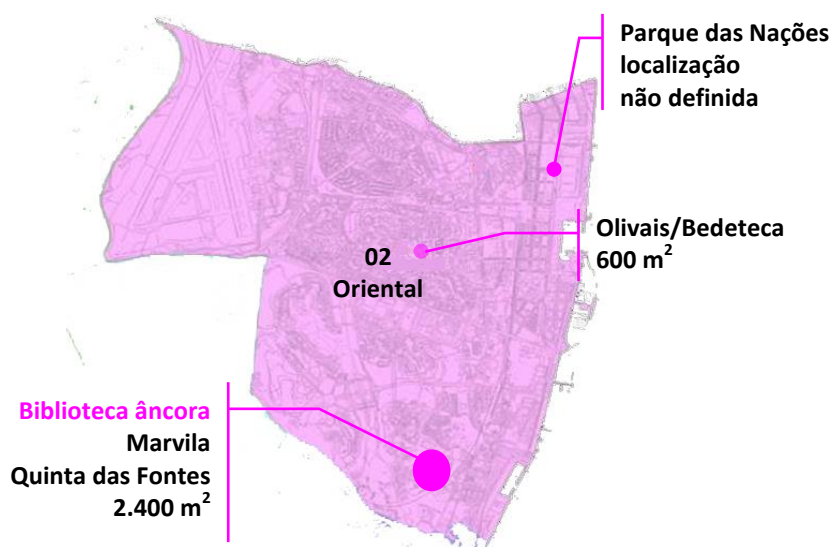 Parque das Nações
localização
não definida
Olivais/Bedeteca
600 m²
02
Oriental
Biblioteca âncora
Marvila
Quinta das Fontes
2.400 m²